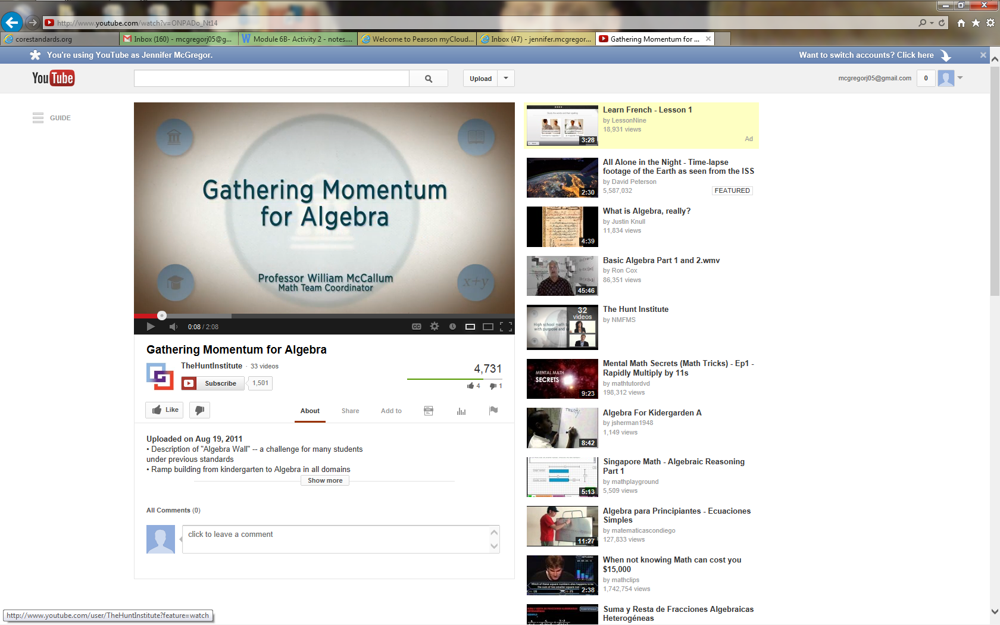 http://www.youtube.com/watch?v=ONPADo_Nt14
corestandards.org
Inbox (160) - mcgregorj05@g...
Module 6B- Activity 2 - notes....
Welcome to Pearson myCloud...
Inbox (47) - jennifer.mcgregor...
Gathering Momentum for ...
You're using YouTube as Jennifer McGregor.
Want to switch accounts? Click here
YouTube
Upload
mcgregorj05@gmail.com
0
GUIDE
Gathering Momentum
for Algebra
Professor William McCallum
Math Team Coordinator
x+y
0:08 / 2:08
CC
Gathering Momentum for Algebra
TheHuntInstitute · 33 videos
Subscribe
1,501
4,731
4
1
Like
About
Share
Add to
Uploaded on Aug 19, 2011
• Description of "Algebra Wall" -- a challenge for many students
under previous standards
• Ramp building from kindergarten to Algebra in all domains
Show more
All Comments (0)
click to leave a comment
3:28
Learn French - Lesson 1
by LessonNine
18,931 views
Ad
2:30
All Alone in the Night - Time-lapse
footage of the Earth as seen from the ISS
by David Peterson
5,587,032
FEATURED
4:39
What is Algebra, really?
by Justin Knull
11,834 views
45:46
Basic Algebra Part 1 and 2.wmv
by Ron Cox
86,351 views
32
videos
High school math
with purpose and
The Hunt Institute
by NMFMS
MENTAL MATH
SECRETS
9:23
Mental Math Secrets (Math Tricks) - Ep1 -
Rapidly Multiply by 11s
by mathtutordvd
198,312 views
8:42
Algebra For Kidergarden A
by jsherman1948
1,149 views
5:13
Singapore Math - Algebraic Reasoning
Part 1
by mathplayground
5,509 views
11:27
Algebra para Principiantes - Ecuaciones
Simples
by matematicascondiego
127,833 views
2:38
When not knowing Math can cost you
$15,000
by mathclips
1,742,754 views
SUMA Y RESTA DE FRACCIONES ALGEBRAICAS
HETEROGENEAS
Suma y Resta de Fracciones Algebraicas
Heterogéneas
http://www.youtube.com/user/TheHuntInstitute?feature=watch